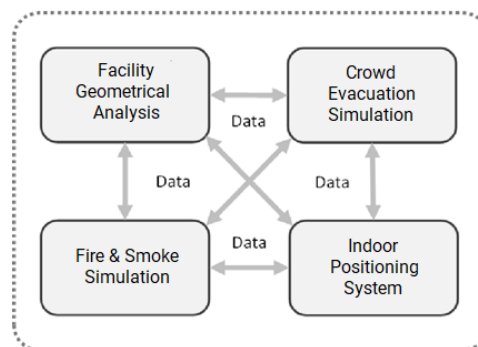 Facility
Geometrical
Analysis
Crowd
Evacuation
Simulation
Data
Data
Data
Fire & Smoke
Simulation
Data
Indoor
Positioning
System